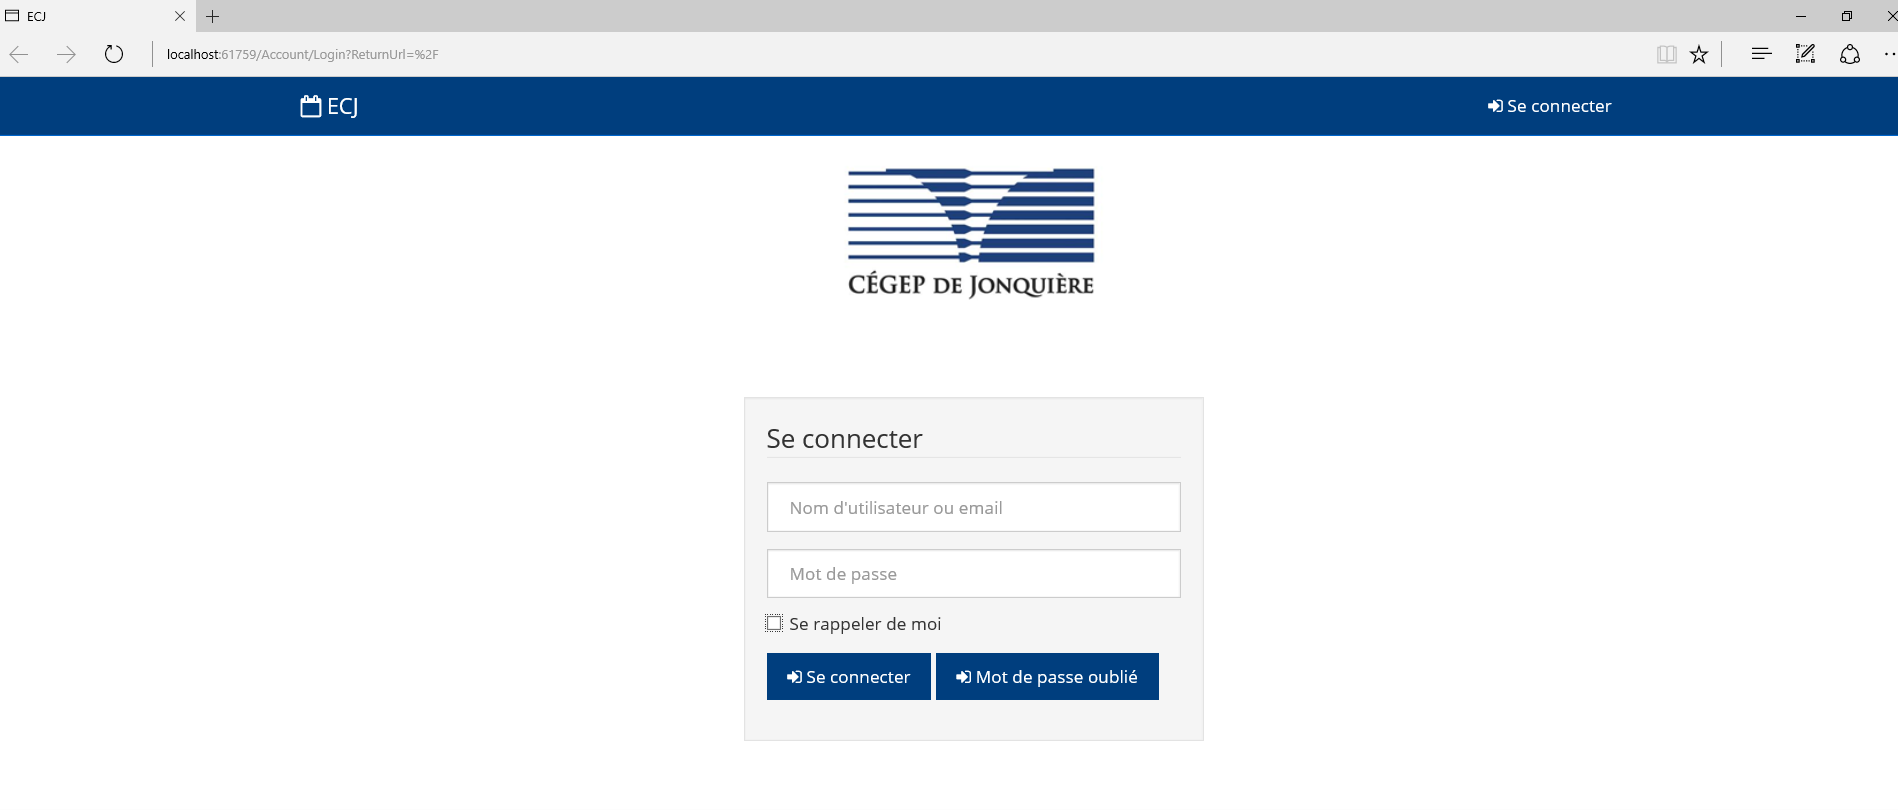 ECJ
localhost:61759/Account/Login?ReturnUrl=%2F
ECJ
Se connecter
CÉGEP DE JONQUIÈRE
Se connecter
Nom d'utilisateur ou email
Mot de passe
Se rappeler de moi
Se connecter
Mot de passe oublié